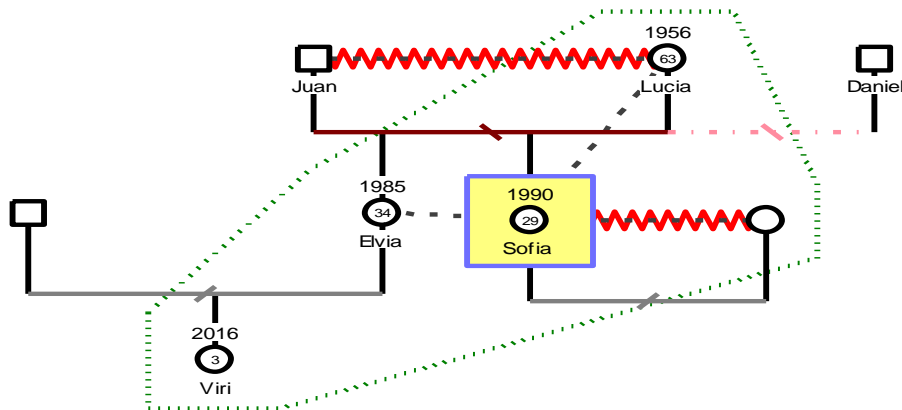 1956
63
Juan
Lucia
Daniel
1985
34
Elvia
1990
29
Sofia
2016
3
Viri